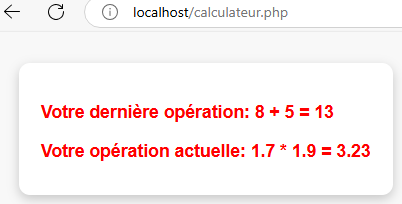 localhost/calculateur.php
Votre dernière opération: 8 + 5 = 13
Votre opération actuelle: 1.7 * 1.9 = 3.23